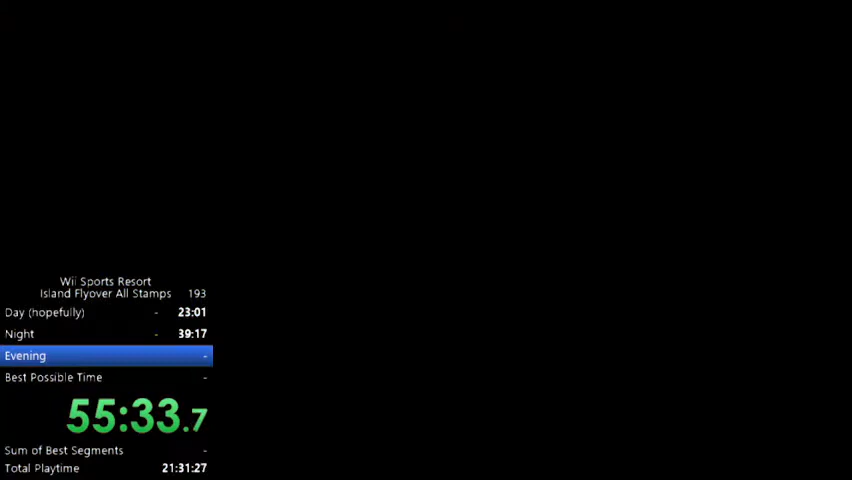 Wii Sports Resort
Island Flyover All Stamps 193
Day (hopefully) - 23:01
Night - 39:17
Evening -
Best Possible Time -
55:33.7
Sum of Best Segments -
Total Playtime 21:31:27